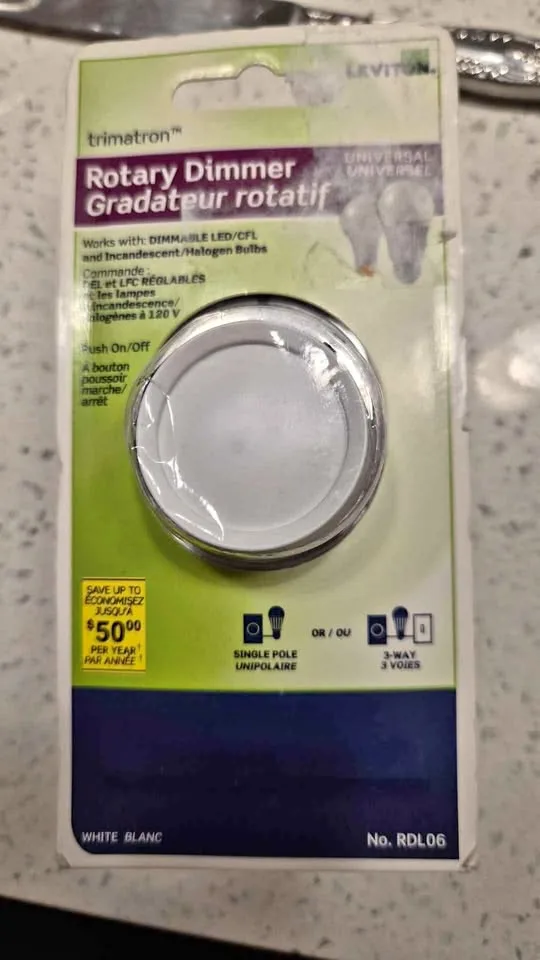 LEVITON
trimatron™
Rotary Dimmer
Gradateur rotatif
UNIVERSAL
UNIVERSEL
Works with: DIMMABLE LED/CFL
and Incandescent/Halogen Bulbs
Commande :
DEL et LFC RÉGLABLES
et les lampes
incandescence/
halogènes à 120 V
Push On/Off
À bouton
poussoir
marche/
arrêt
SAVE UP TO
ÉCONOMISEZ
JUSQU'À
$5000
PER YEAR†
PAR ANNÉE†
SINGLE POLE
UNIPOLAIRE
OR / OU
3-WAY
3 VOIES
WHITE BLANC
No. RDL06